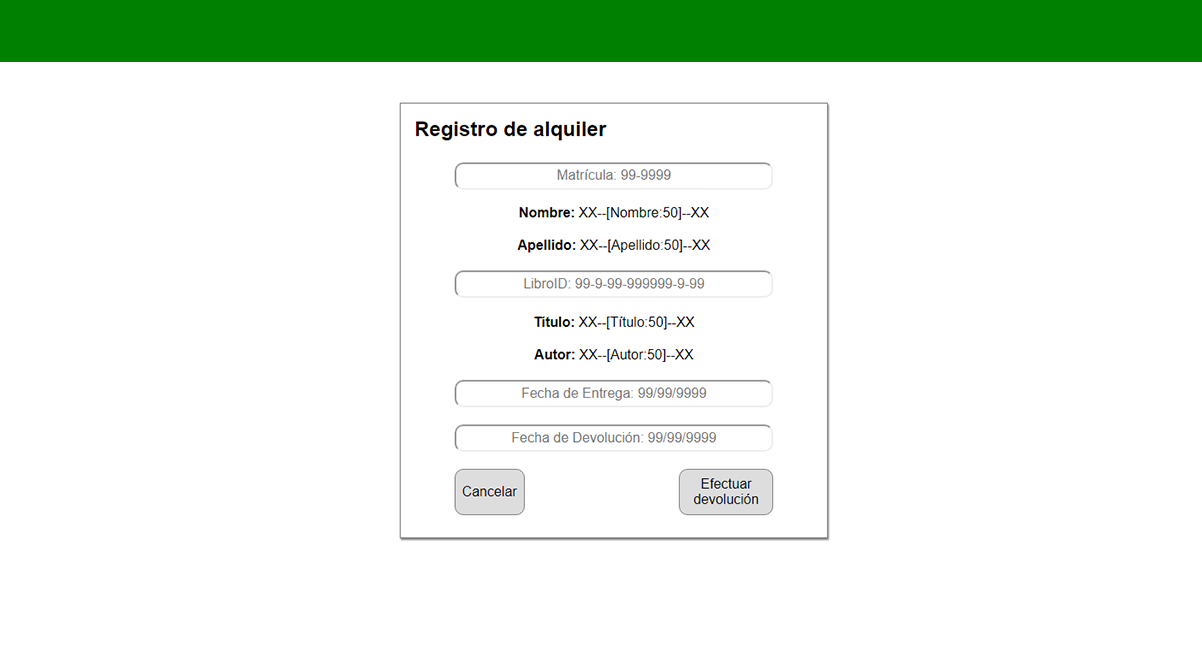 Registro de alquiler
Matrícula: 99-9999
Nombre: XX--[Nombre:50]--XX
Apellido: XX--[Apellido:50]--XX
LibroID: 99-9-99-999999-9-99
Titulo: XX--[Título:50]--XX
Autor: XX--[Autor:50]--XX
Fecha de Entrega: 99/99/9999
Fecha de Devolución: 99/99/9999
Cancelar
Efectuar
devolución